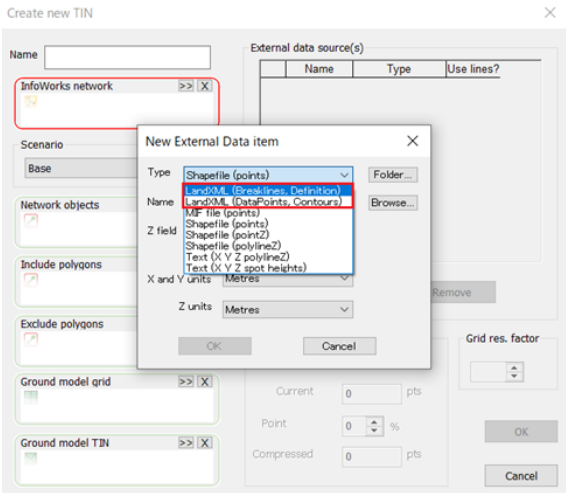 Create new TIN
Name
InfoWorks network >> X
Scenario
Base
Network objects
Include polygons
Exclude polygons
Ground model grid >> X
Ground model TIN >> X
External data source(s)
Name Type Use lines?
New External Data item
Type Shapefile (points) Folder...
LandXML (Breaklines, Definition)
LandXML (DataPoints, Contours)
MIF file (points)
Shapefile (points)
Shapefile (pointZ)
Shapefile (polylineZ)
Text (X Y Z polylineZ)
Text (X Y Z spot heights)
Name Browse...
Z field
X and Y units Metres
Z units Metres
OK Cancel
Remove
Grid res. factor
Current 0 pts
Point 0 %
Compressed 0 pts
OK
Cancel